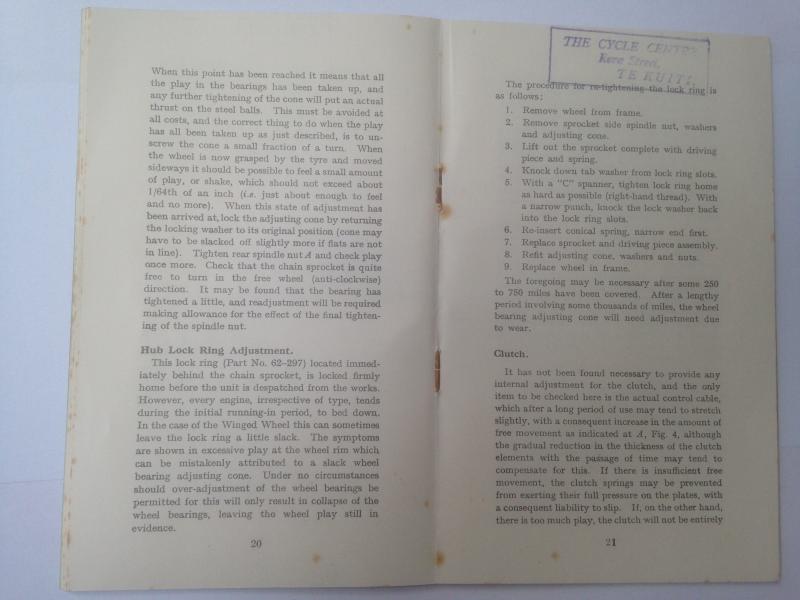 When this point has been reached it means that all
the play in the bearings has been taken up, and
any further tightening of the cone will put an actual
thrust on the steel balls. This must be avoided at
all costs, and the correct thing to do when the play
has all been taken up as just described, is to un-
screw the cone a small fraction of a turn. When
the wheel is now grasped by the tyre and moved
sideways it should be possible to feel a small amount
of play, or shake, which should not exceed about
1/64th of an inch (i.e. just about enough to feel
and no more). When this state of adjustment has
been arrived at, lock the adjusting cone by returning
the locking washer to its original position (cone may
have to be slacked off slightly more if flats are not
in line). Tighten rear spindle nut A and check play
once more. Check that the chain sprocket is quite
free to turn in the free wheel (anti-clockwise)
direction. It may be found that the bearing has
tightened a little, and readjustment will be required
making allowance for the effect of the final tighten-
ing of the spindle nut.
Hub Lock Ring Adjustment.
This lock ring (Part No. 62-297) located immed-
iately behind the chain sprocket, is locked firmly
home before the unit is despatched from the works.
However, every engine, irrespective of type, tends
during the initial running-in period, to bed down.
In the case of the Winged Wheel this can sometimes
leave the lock ring a little slack. The symptoms
are shown in excessive play at the wheel rim which
can be mistakenly attributed to a slack wheel
bearing adjusting cone. Under no circumstances
should over-adjustment of the wheel bearings be
permitted for this will only result in collapse of the
wheel bearings, leaving the wheel play still in
evidence.
20
THE CYCLE CENTRE
Street,
TE KUITI.
The procedure for re-tightening the lock ring is
as follows:
1. Remove wheel from frame.
2. Remove sprocket side spindle nut, washers
and adjusting cone.
3. Lift out the sprocket complete with driving
piece and spring.
4. Knock down tab washer from lock ring slots.
5. With a "C" spanner, tighten lock ring home
as hard as possible (right-hand thread). With
a narrow punch, knock the lock washer back
into the lock ring slots.
6. Re-insert conical spring, narrow end first.
7. Replace sprocket and driving piece assembly.
8. Refit adjusting cone, washers and nuts.
9. Replace wheel in frame.
The foregoing may be necessary after some 250
to 750 miles have been covered. After a lengthy
period involving some thousands of miles, the wheel
bearing adjusting cone will need adjustment due
to wear.
Clutch.
It has not been found necessary to provide any
internal adjustment for the clutch, and the only
item to be checked here is the actual control cable,
which after a long period of use may tend to stretch
slightly, with a consequent increase in the amount of
free movement as indicated at A, Fig. 4, although
the gradual reduction in the thickness of the clutch
elements with the passage of time may tend to
compensate for this. If there is insufficient free
movement, the clutch springs may be prevented
from exerting their full pressure on the plates, with
a consequent liability to slip. If, on the other hand,
there is too much play, the clutch will not be entirely
21